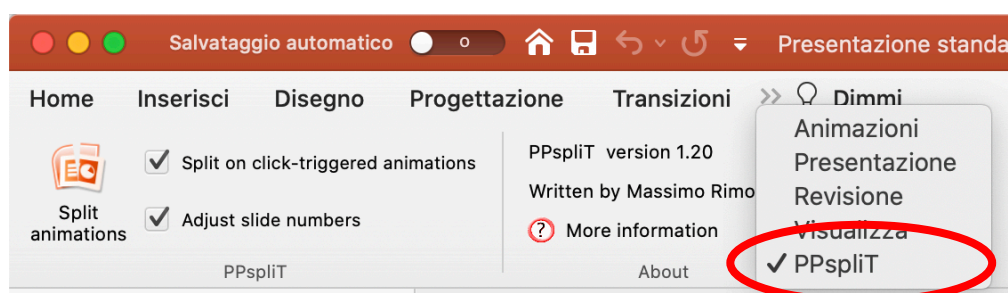 Salvataggio automatico O Presentazione standa
Home Inserisci Disegno Progettazione Transizioni >> Dimmi
Animazioni
Presentazione
Revisione
Visualizza
✓ PPspliT
Split animations
Split on click-triggered animations
Adjust slide numbers
PPspliT
PPspliT version 1.20
Written by Massimo Rimo
? More information
About